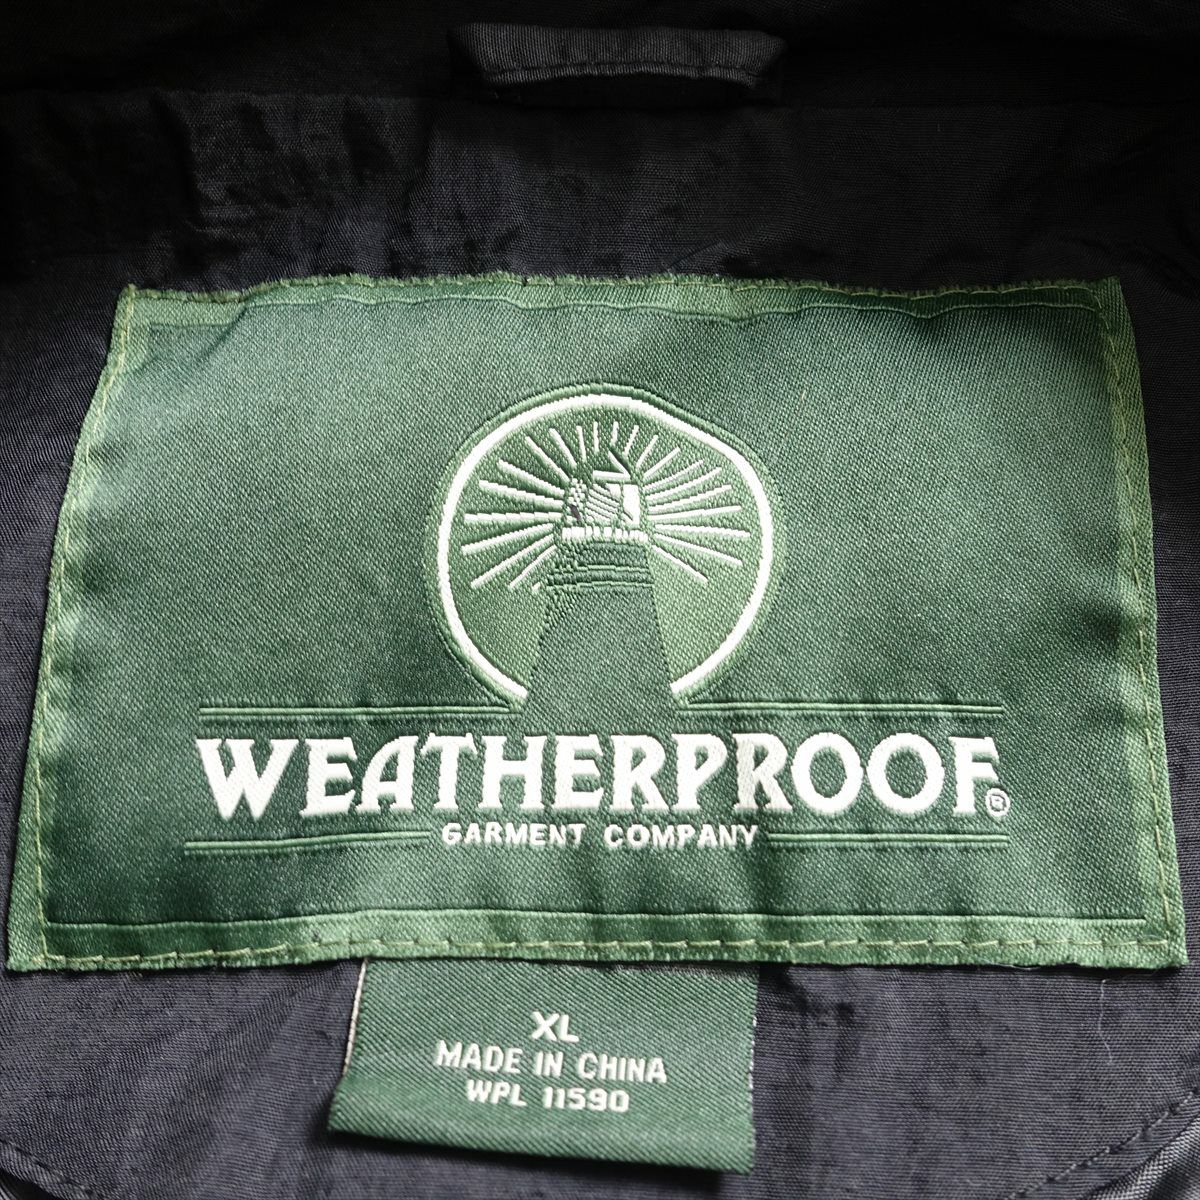 WEATHERPROOF®
GARMENT COMPANY
XL
MADE IN CHINA
WPL 11590